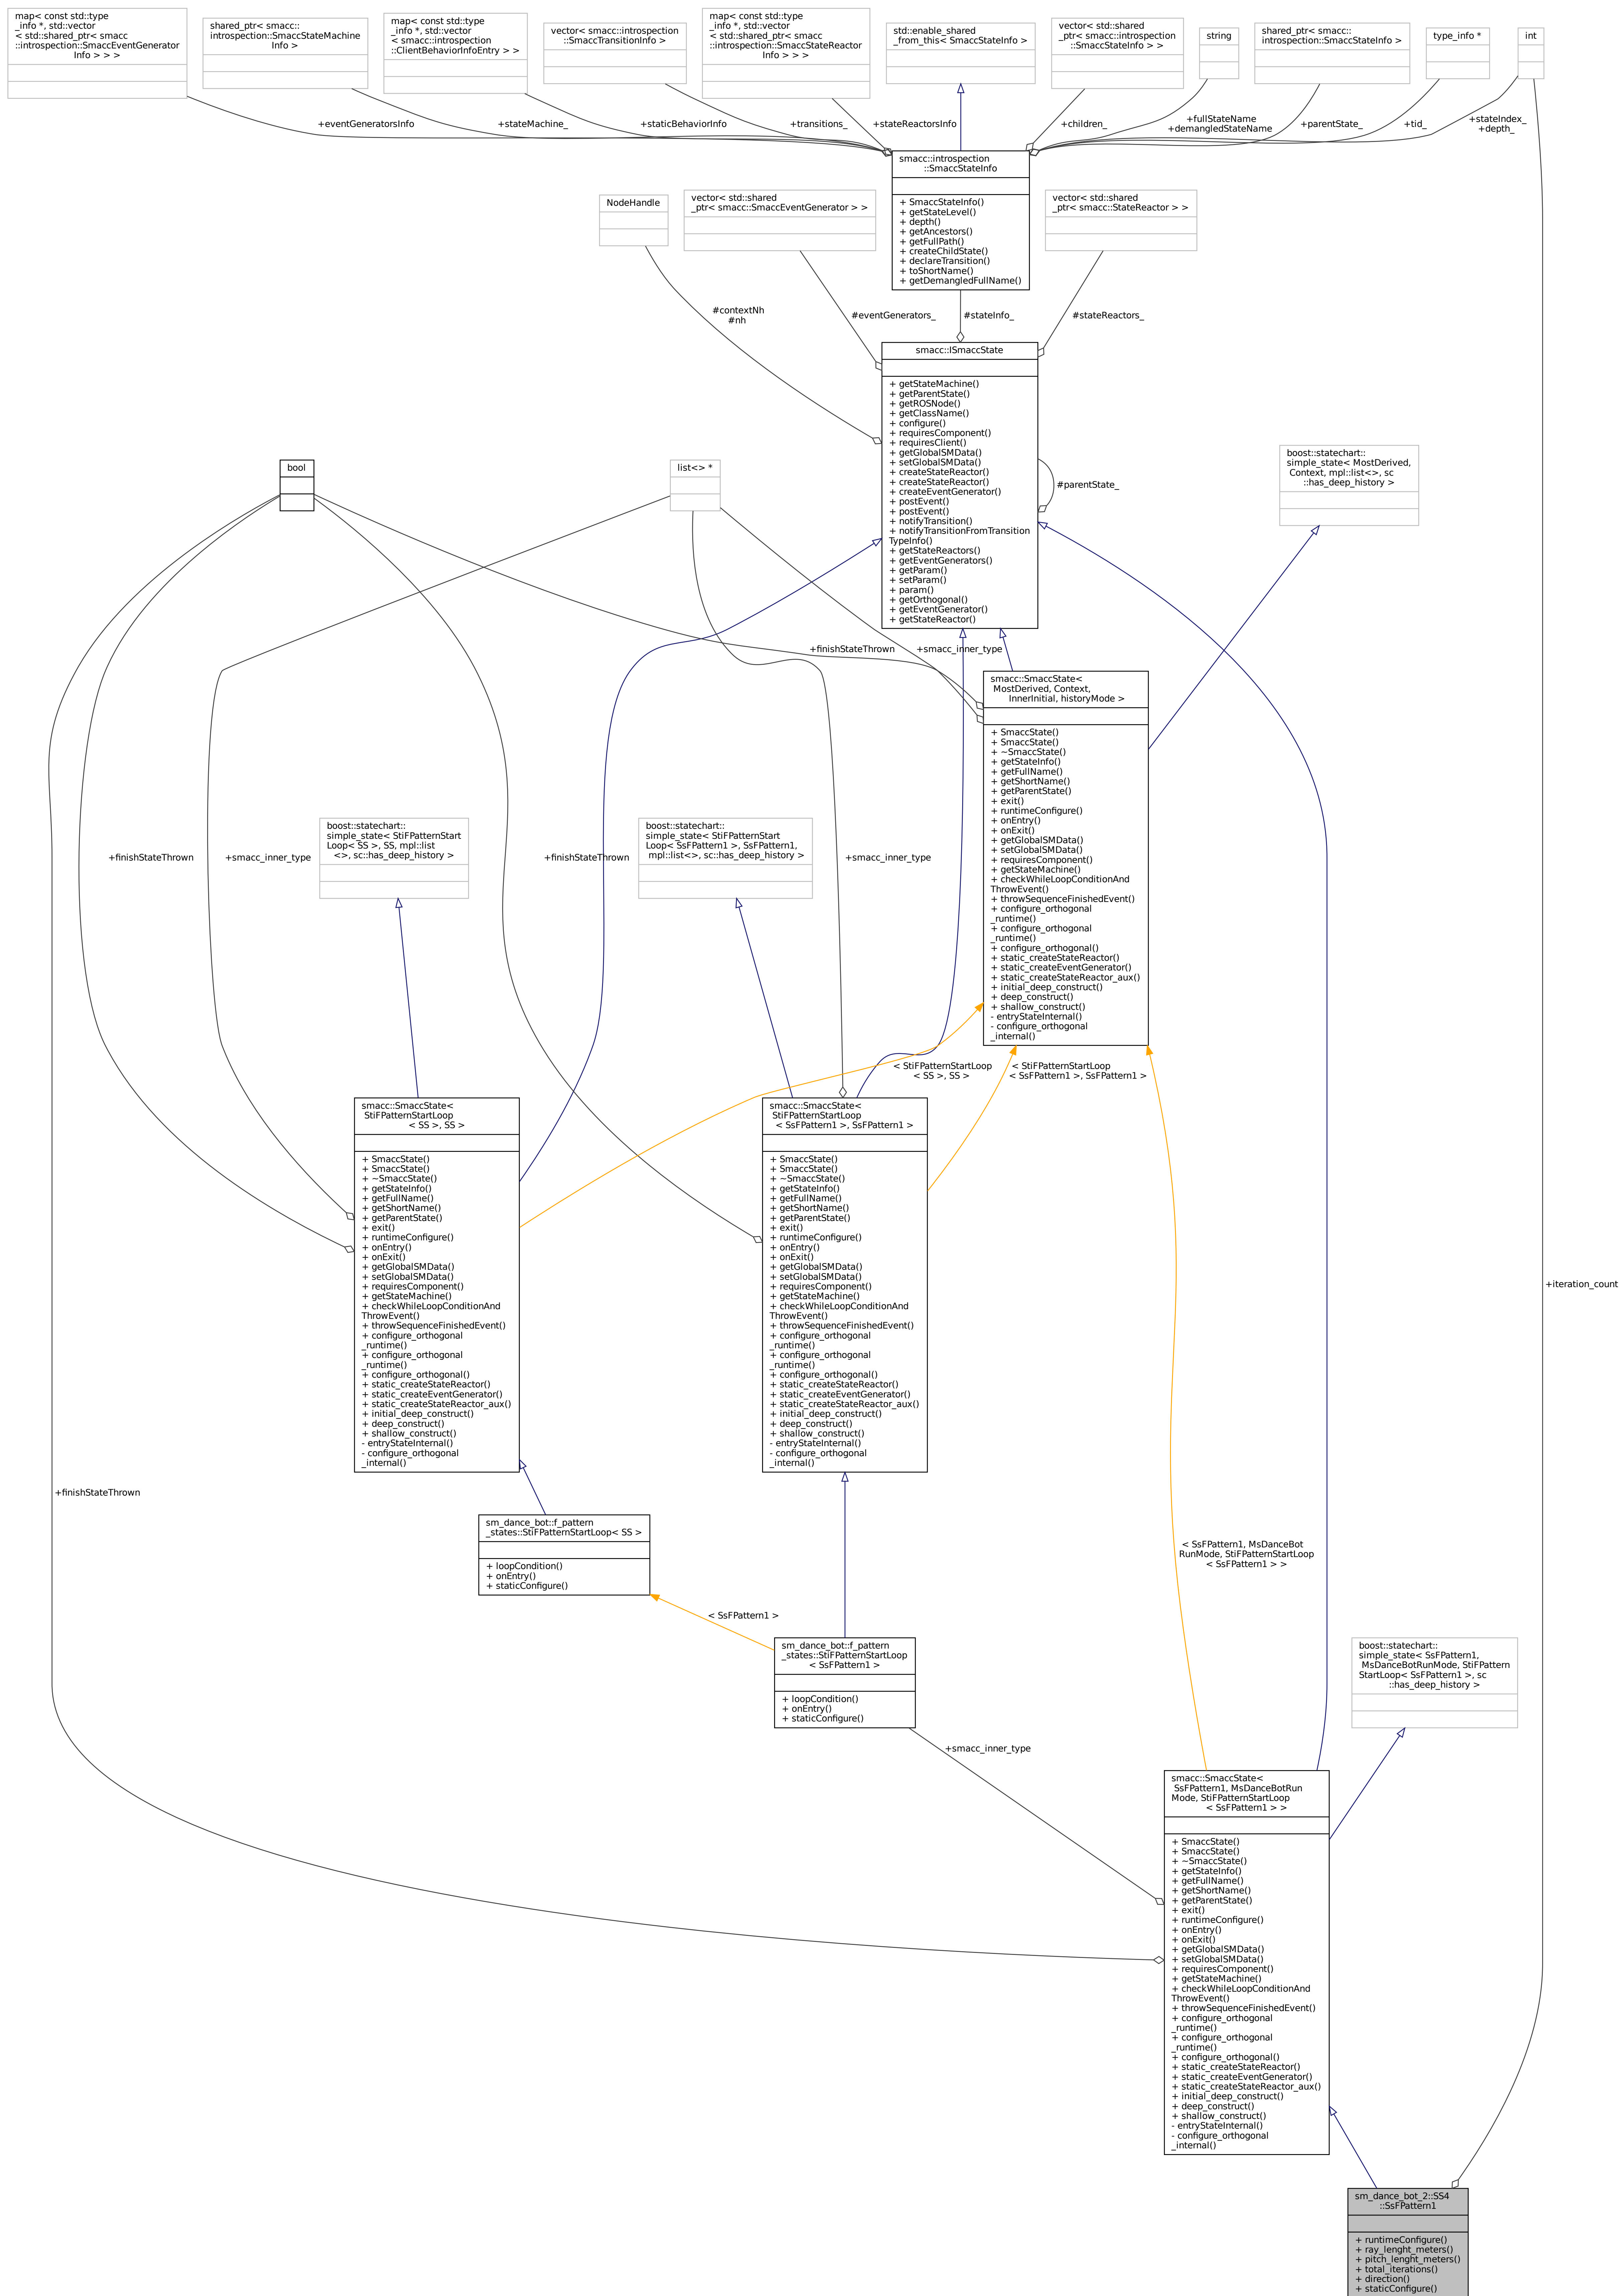 map< const std::type
_info *, std::vector
< std::shared_ptr< smacc
::introspection::SmaccEventGenerator
Info > > >
shared_ptr< smacc::
introspection::SmaccStateMachine
Info >
map< const std::type
_info *, std::vector
< smacc::introspection
::ClientBehaviorInfoEntry > >
vector< smacc::introspection
::SmaccTransitionInfo >
map< const std::type
_info *, std::vector
< std::shared_ptr< smacc
::introspection::SmaccStateReactor
Info > > >
std::enable_shared
_from_this< SmaccStateInfo >
vector< std::shared
_ptr< smacc::introspection
::SmaccStateInfo > >
string
shared_ptr< smacc::
introspection::SmaccStateInfo >
type_info *
int
+eventGeneratorsInfo
+stateMachine_
+staticBehaviorInfo
+transitions_
+stateReactorsInfo
+children_
+fullStateName
+demangledStateName
+parentState_
+tid_
+stateIndex_
+depth_
smacc::introspection
::SmaccStateInfo
+ SmaccStateInfo()
+ getStateLevel()
+ depth()
+ getAncestors()
+ getFullPath()
+ createChildState()
+ declareTransition()
+ toShortName()
+ getDemangledFullName()
NodeHandle
vector< std::shared
_ptr< smacc::SmaccEventGenerator > >
vector< std::shared
_ptr< smacc::StateReactor > >
#contextNh
#nh
#eventGenerators_
#stateInfo_
#stateReactors_
smacc::ISmaccState
+ getStateMachine()
+ getParentState()
+ getROSNode()
+ getClassName()
+ configure()
+ requiresComponent()
+ requiresClient()
+ getGlobalSMData()
+ setGlobalSMData()
+ createStateReactor()
+ createStateReactor()
+ createEventGenerator()
+ postEvent()
+ postEvent()
+ notifyTransition()
+ notifyTransitionFromTransition
TypeInfo()
+ getStateReactors()
+ getEventGenerators()
+ getParam()
+ setParam()
+ param()
+ getOrthogonal()
+ getEventGenerator()
+ getStateReactor()
#parentState_
bool
list<> *
boost::statechart::
simple_state< MostDerived,
Context, mpl::list<>, sc
::has_deep_history >
+finishStateThrown
+smacc_inner_type
smacc::SmaccState<
MostDerived, Context,
InnerInitial, historyMode >
+ SmaccState()
+ SmaccState()
+ ~SmaccState()
+ getStateInfo()
+ getFullName()
+ getShortName()
+ getParentState()
+ exit()
+ runtimeConfigure()
+ onEntry()
+ onExit()
+ getGlobalSMData()
+ setGlobalSMData()
+ requiresComponent()
+ getStateMachine()
+ checkWhileLoopConditionAnd
ThrowEvent()
+ throwSequenceFinishedEvent()
+ configure_orthogonal
_runtime()
+ configure_orthogonal
_runtime()
+ configure_orthogonal()
+ static_createStateReactor()
+ static_createEventGenerator()
+ static_createStateReactor_aux()
+ initial_deep_construct()
+ deep_construct()
+ shallow_construct()
- entryStateInternal()
- configure_orthogonal
_internal()
boost::statechart::
simple_state< StiFPatternStart
Loop< SS >, SS, mpl::list
<>, sc::has_deep_history >
boost::statechart::
simple_state< StiFPatternStart
Loop< SsFPattern1 >, SsFPattern1,
mpl::list<>, sc::has_deep_history >
+finishStateThrown
+smacc_inner_type
+finishStateThrown
+smacc_inner_type
< StiFPatternStartLoop
< SS >, SS >
< StiFPatternStartLoop
< SsFPattern1 >, SsFPattern1 >
smacc::SmaccState<
StiFPatternStartLoop
< SS >, SS >
+ SmaccState()
+ SmaccState()
+ ~SmaccState()
+ getStateInfo()
+ getFullName()
+ getShortName()
+ getParentState()
+ exit()
+ runtimeConfigure()
+ onEntry()
+ onExit()
+ getGlobalSMData()
+ setGlobalSMData()
+ requiresComponent()
+ getStateMachine()
+ checkWhileLoopConditionAnd
ThrowEvent()
+ throwSequenceFinishedEvent()
+ configure_orthogonal
_runtime()
+ configure_orthogonal
_runtime()
+ configure_orthogonal()
+ static_createStateReactor()
+ static_createEventGenerator()
+ static_createStateReactor_aux()
+ initial_deep_construct()
+ deep_construct()
+ shallow_construct()
- entryStateInternal()
- configure_orthogonal
_internal()
smacc::SmaccState<
StiFPatternStartLoop
< SsFPattern1 >, SsFPattern1 >
+ SmaccState()
+ SmaccState()
+ ~SmaccState()
+ getStateInfo()
+ getFullName()
+ getShortName()
+ getParentState()
+ exit()
+ runtimeConfigure()
+ onEntry()
+ onExit()
+ getGlobalSMData()
+ setGlobalSMData()
+ requiresComponent()
+ getStateMachine()
+ checkWhileLoopConditionAnd
ThrowEvent()
+ throwSequenceFinishedEvent()
+ configure_orthogonal
_runtime()
+ configure_orthogonal
_runtime()
+ configure_orthogonal()
+ static_createStateReactor()
+ static_createEventGenerator()
+ static_createStateReactor_aux()
+ initial_deep_construct()
+ deep_construct()
+ shallow_construct()
- entryStateInternal()
- configure_orthogonal
_internal()
+iteration_count
+finishStateThrown
sm_dance_bot::f_pattern
_states::StiFPatternStartLoop< SS >
+ loopCondition()
+ onEntry()
+ staticConfigure()
< SsFPattern1, MsDanceBot
RunMode, StiFPatternStartLoop
< SsFPattern1 > >
< SsFPattern1 >
sm_dance_bot::f_pattern
_states::StiFPatternStartLoop
< SsFPattern1 >
+ loopCondition()
+ onEntry()
+ staticConfigure()
boost::statechart::
simple_state< SsFPattern1,
MsDanceBotRunMode, StiFPattern
StartLoop< SsFPattern1 >, sc
::has_deep_history >
+smacc_inner_type
smacc::SmaccState<
SsFPattern1, MsDanceBotRun
Mode, StiFPatternStartLoop
< SsFPattern1 > >
+ SmaccState()
+ SmaccState()
+ ~SmaccState()
+ getStateInfo()
+ getFullName()
+ getShortName()
+ getParentState()
+ exit()
+ runtimeConfigure()
+ onEntry()
+ onExit()
+ getGlobalSMData()
+ setGlobalSMData()
+ requiresComponent()
+ getStateMachine()
+ checkWhileLoopConditionAnd
ThrowEvent()
+ throwSequenceFinishedEvent()
+ configure_orthogonal
_runtime()
+ configure_orthogonal
_runtime()
+ configure_orthogonal()
+ static_createStateReactor()
+ static_createEventGenerator()
+ static_createStateReactor_aux()
+ initial_deep_construct()
+ deep_construct()
+ shallow_construct()
- entryStateInternal()
- configure_orthogonal
_internal()
sm_dance_bot_2::SS4
::SsFPattern1
+ runtimeConfigure()
+ ray_lenght_meters()
+ pitch_lenght_meters()
+ total_iterations()
+ direction()
+ staticConfigure()